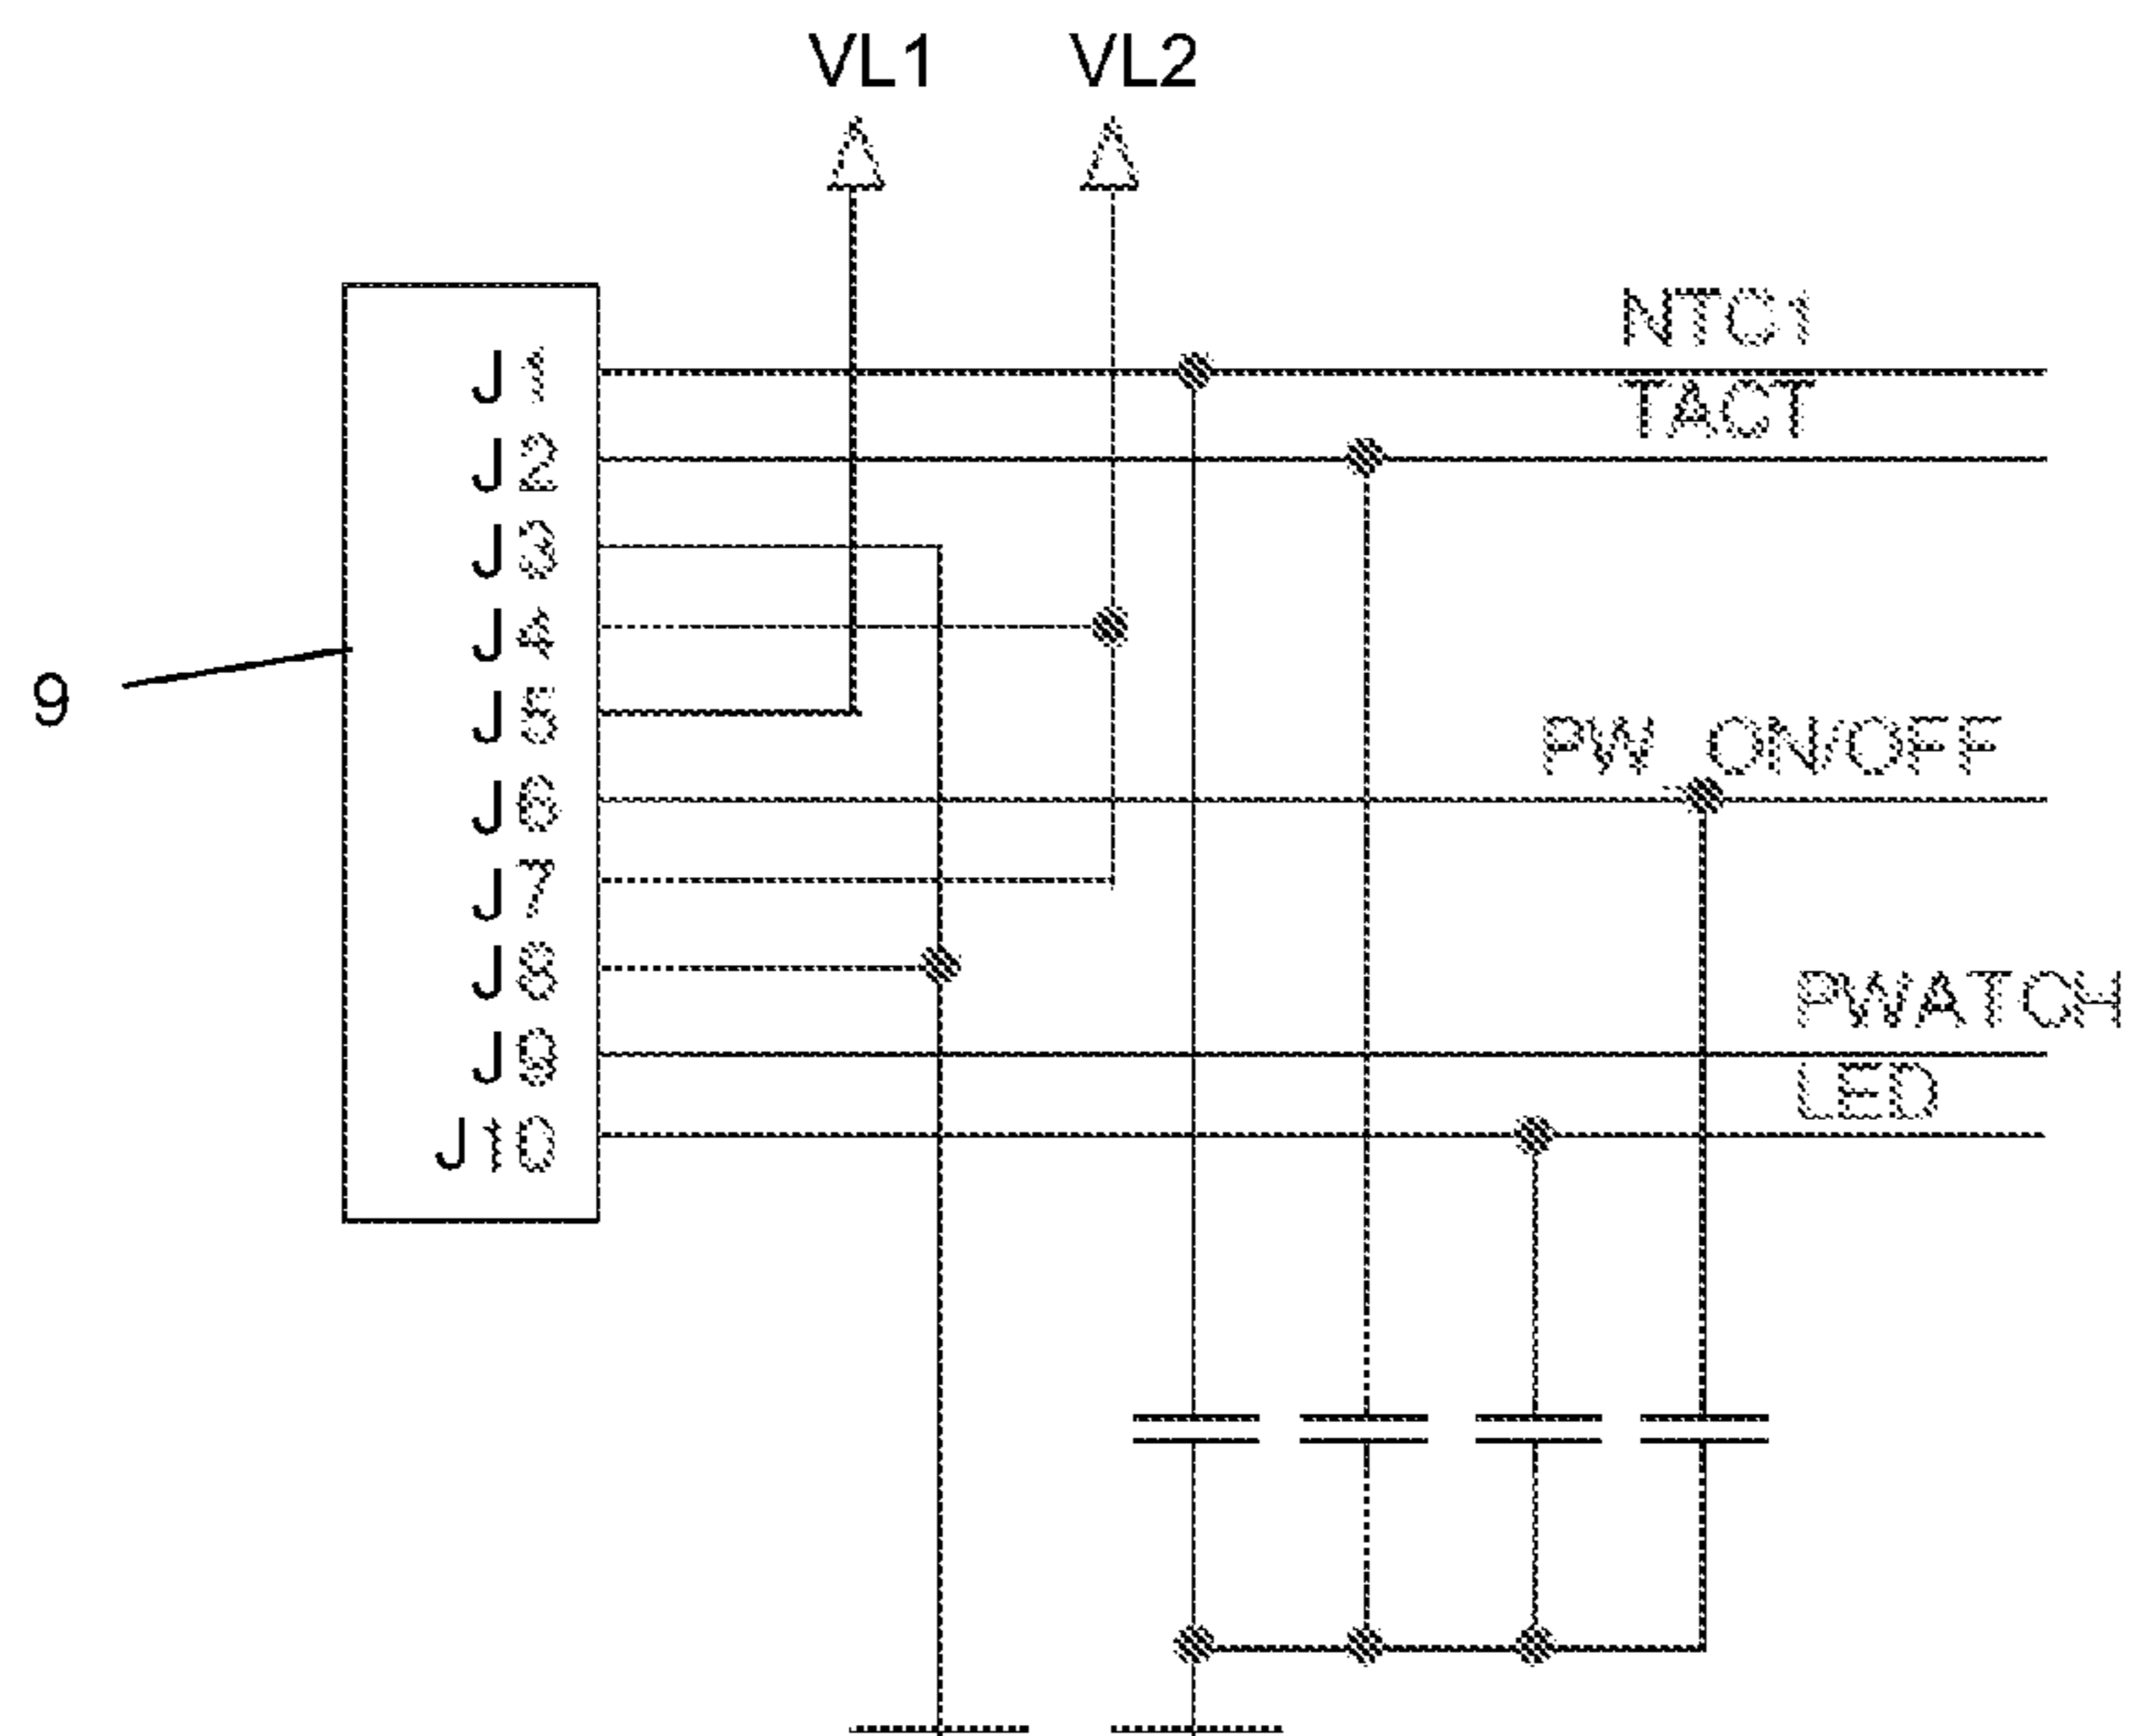 VL1 VL2
NTC1
J1
TACT
J2
J3
J4
9
J5
PW_ON/OFF
J6
J7
J8
PWATCH
J9
LED
J10